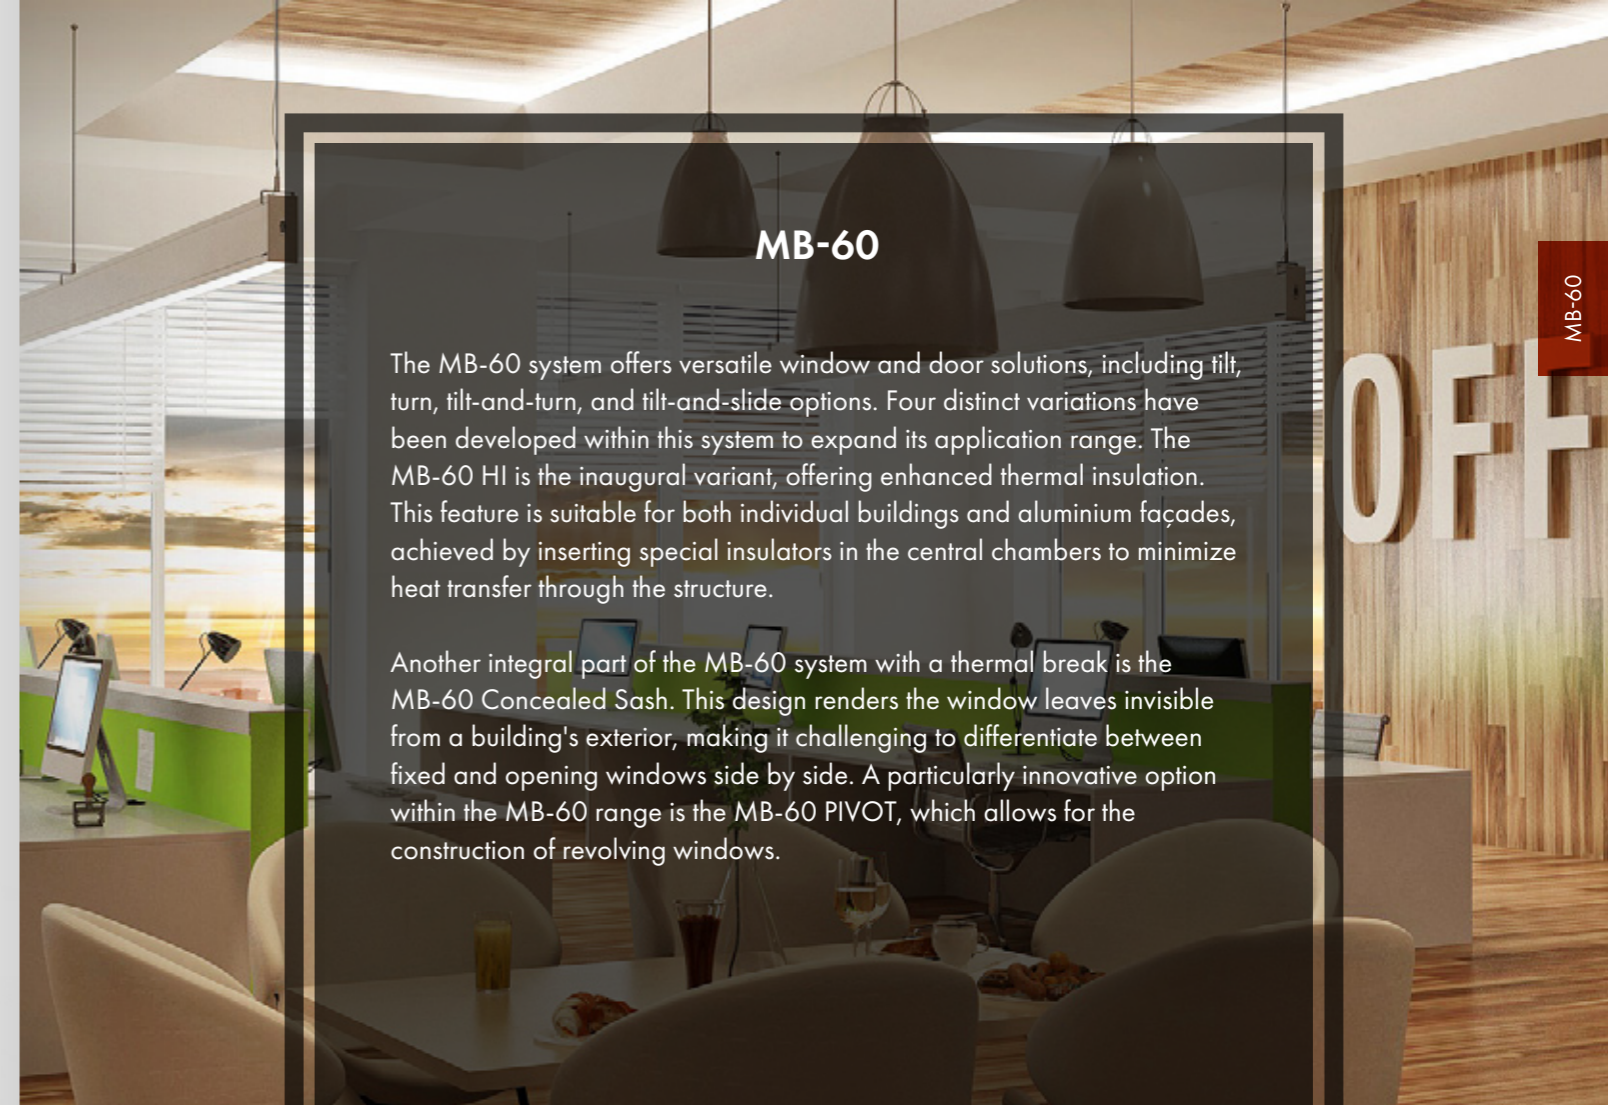 MB-60
MB-60
OFF
The MB-60 system offers versatile window and door solutions, including tilt,
turn, tilt-and-turn, and tilt-and-slide options. Four distinct variations have
been developed within this system to expand its application range. The
MB-60 HI is the inaugural variant, offering enhanced thermal insulation.
This feature is suitable for both individual buildings and aluminium façades,
achieved by inserting special insulators in the central chambers to minimize
heat transfer through the structure.
Another integral part of the MB-60 system with a thermal break is the
MB-60 Concealed Sash. This design renders the window leaves invisible
from a building's exterior, making it challenging to differentiate between
fixed and opening windows side by side. A particularly innovative option
within the MB-60 range is the MB-60 PIVOT, which allows for the
construction of revolving windows.